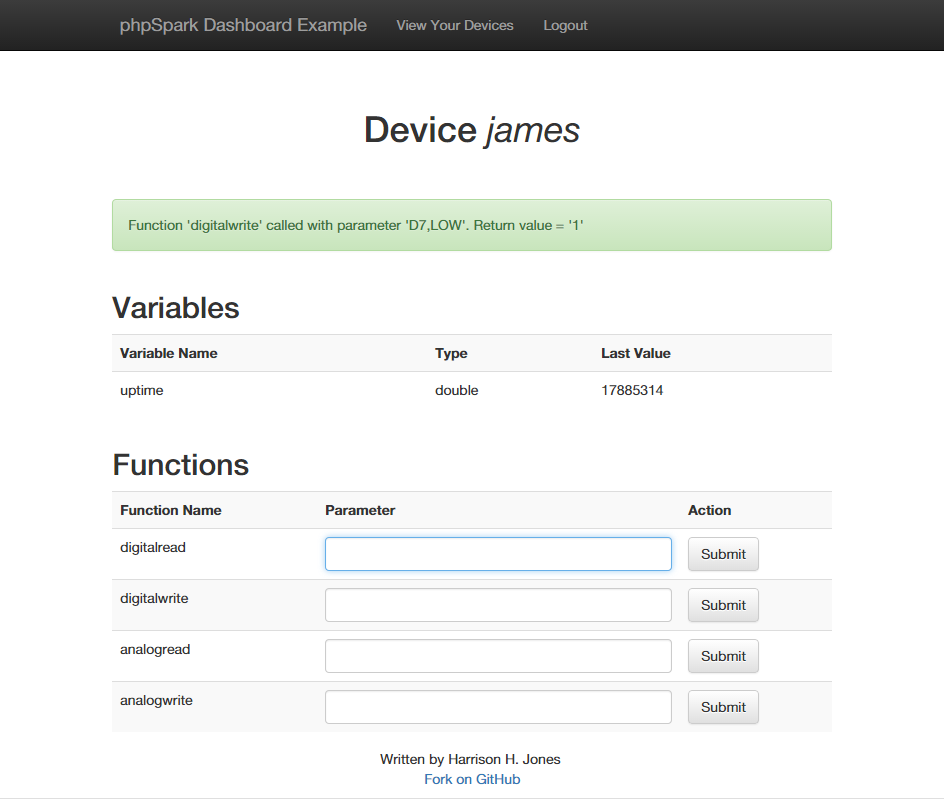 phpSpark Dashboard Example View Your Devices Logout
Device james
Function 'digitalwrite' called with parameter 'D7,LOW'. Return value = '1'
Variables
Variable Name Type Last Value
uptime double 17885314
Functions
Function Name Parameter Action
digitalread Submit
digitalwrite Submit
analogread Submit
analogwrite Submit
Written by Harrison H. Jones
Fork on GitHub